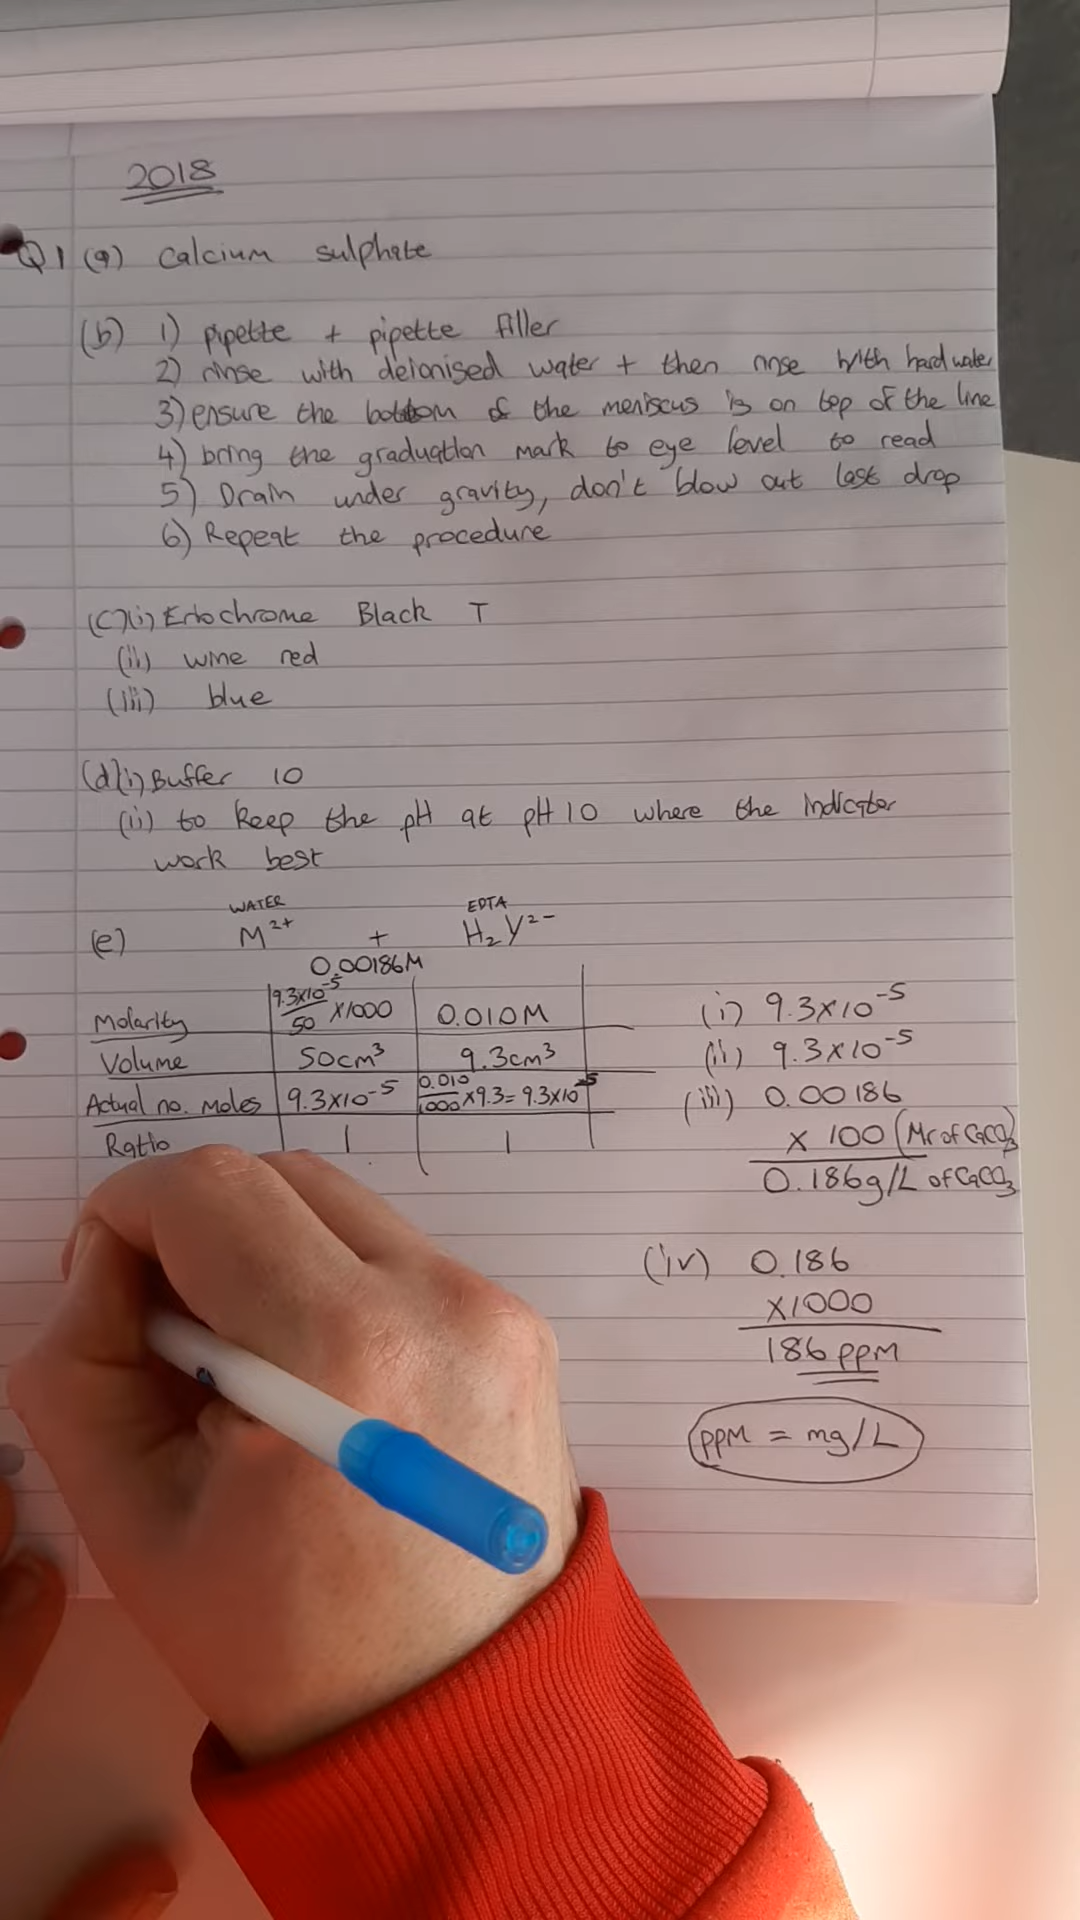 2018
Q1 (a) Calcium sulphate
(b) 1) pipette + pipette filler
2) rinse with deionised water + then rinse with hard water
3) ensure the bottom of the meniscus is on top of the line
4) bring the graduation mark to eye level to read
5) Drain under gravity, don't blow out last drop
6) Repeat the procedure
(c)(i) Eriochrome Black T
(ii) wine red
(iii) blue
(d)(i) Buffer 10
(ii) to keep the pH at pH 10 where the indicator
work best
WATER EDTA
(e) M²⁺ + H₂Y²⁻
0.00186M
Molarity 9.3x10⁻⁵/50 x1000 0.010M
Volume 50cm³ 9.3cm³
Actual no. moles 9.3x10⁻⁵ 0.010/1000 x9.3= 9.3x10⁻⁵
Ratio 1 1
(i) 9.3x10⁻⁵
(ii) 9.3x10⁻⁵
(iii) 0.00186
x 100 (Mr of CaCO₃)
0.186g/L of CaCO₃
(iv) 0.186
x1000
186 ppm
ppm = mg/L